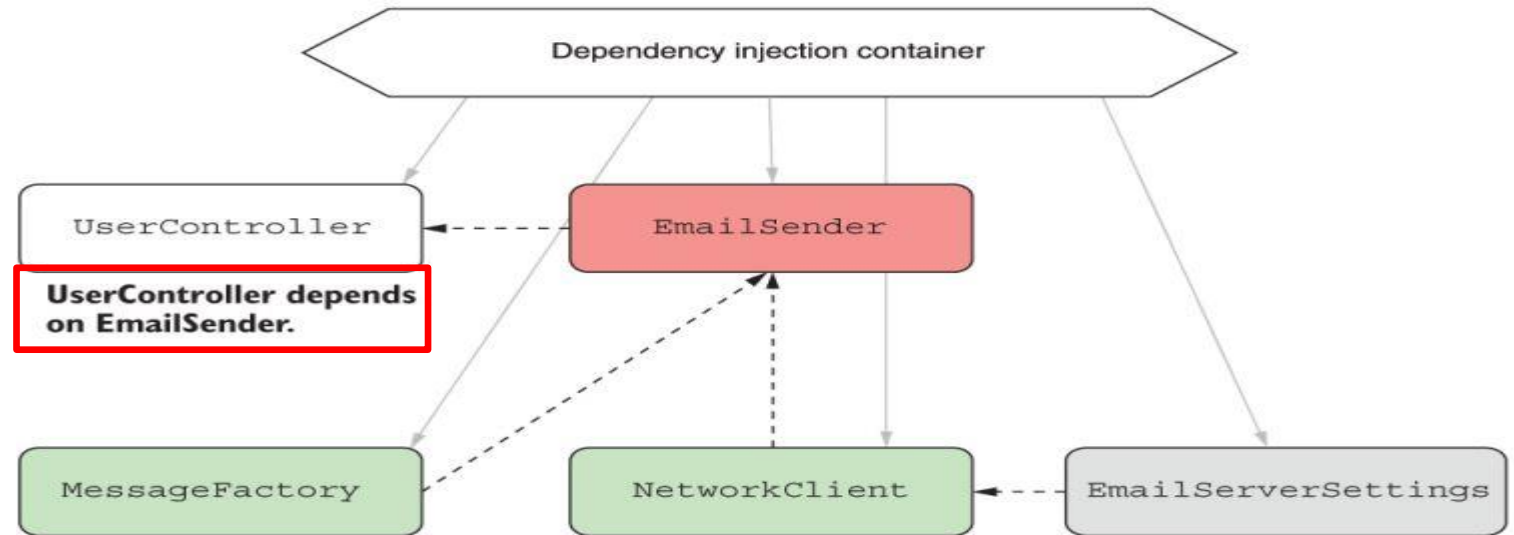 Dependency injection container
UserController
EmailSender
UserController depends
on EmailSender.
MessageFactory
NetworkClient
EmailServerSettings